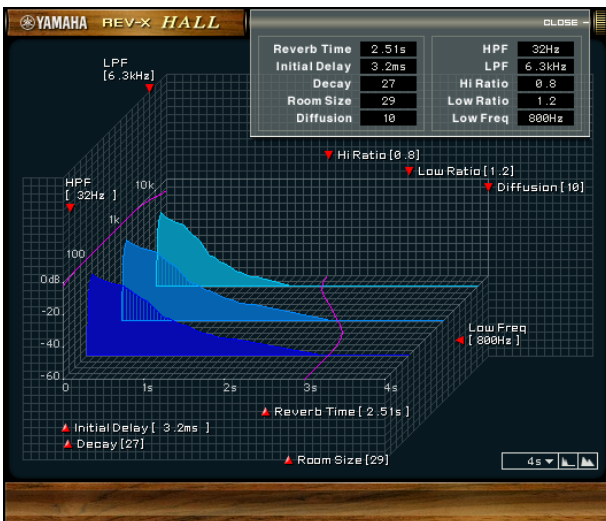 YAMAHA REV-X HALL
CLOSE -
Reverb Time 2.51s HPF 32Hz
Initial Delay 3.2ms LPF 6.3kHz
Decay 27 Hi Ratio 0.8
Room Size 29 Low Ratio 1.2
Diffusion 10 Low Freq 800Hz
LPF
[6.3kHz]
Hi Ratio [0.8]
Low Ratio [1.2]
Diffusion [10]
HPF
[ 32Hz ]
10k
1k
100
0dB
-20
-40
-60
0 1s 2s 3s 4s
Low Freq
[ 800Hz ]
Reverb Time [ 2.51s ]
Initial Delay [ 3.2ms ]
Decay [27]
Room Size [29]
4s